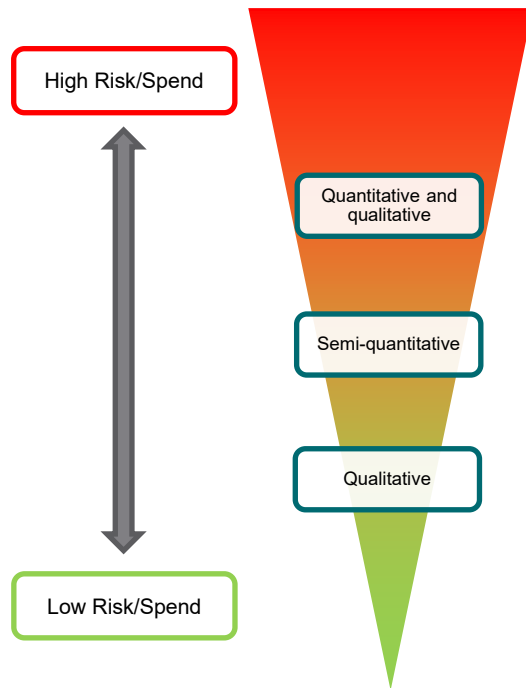 High Risk/Spend
Quantitative and
qualitative
Semi-quantitative
Qualitative
Low Risk/Spend